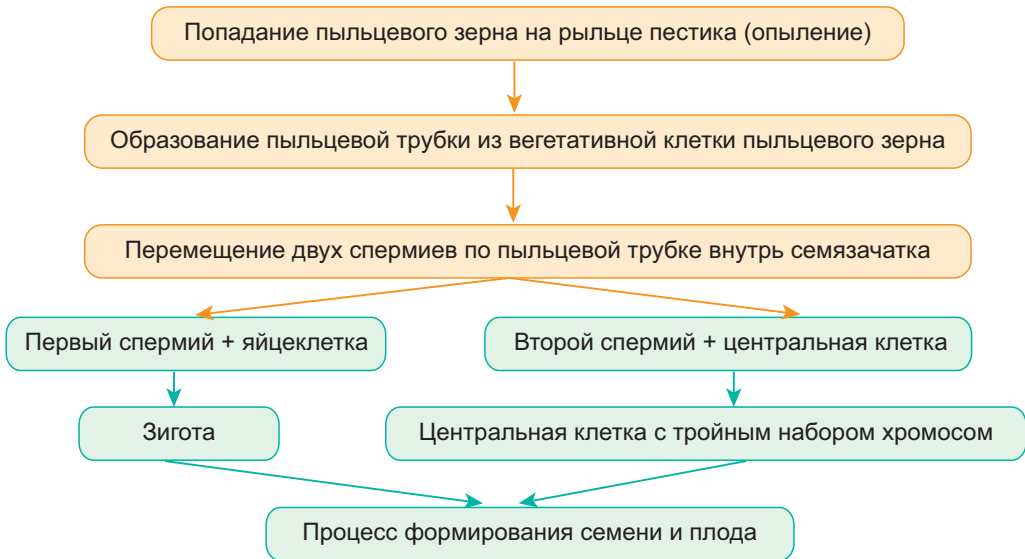 Попадание пыльцевого зерна на рыльце пестика (опыление)
Образование пыльцевой трубки из вегетативной клетки пыльцевого зерна
Перемещение двух спермиев по пыльцевой трубке внутрь семязачатка
Первый спермий + яйцеклетка
Второй спермий + центральная клетка
Зигота
Центральная клетка с тройным набором хромосом
Процесс формирования семени и плода